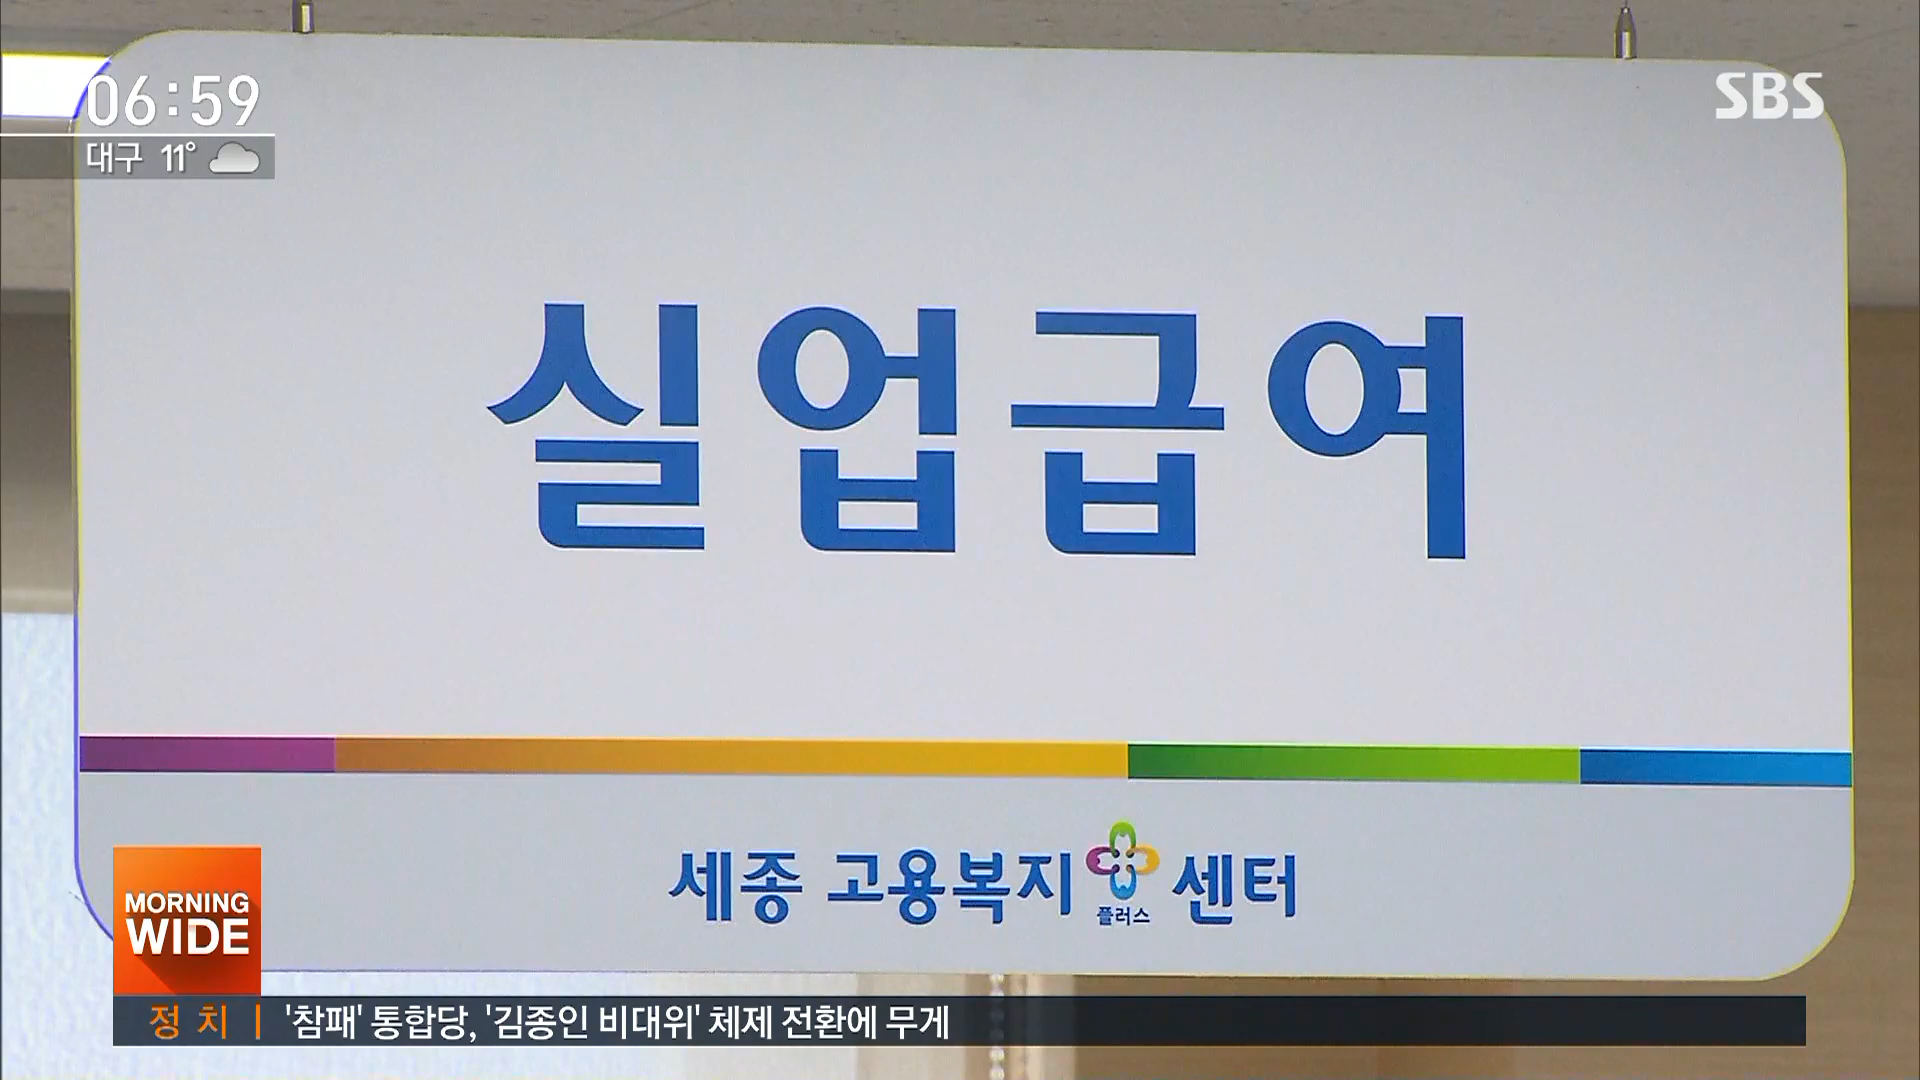 06:59
대구 11°
SBS
실업급여
세종 고용복지플러스 센터
MORNING
WIDE
정치 | '참패' 통합당, '김종인 비대위' 체제 전환에 무게